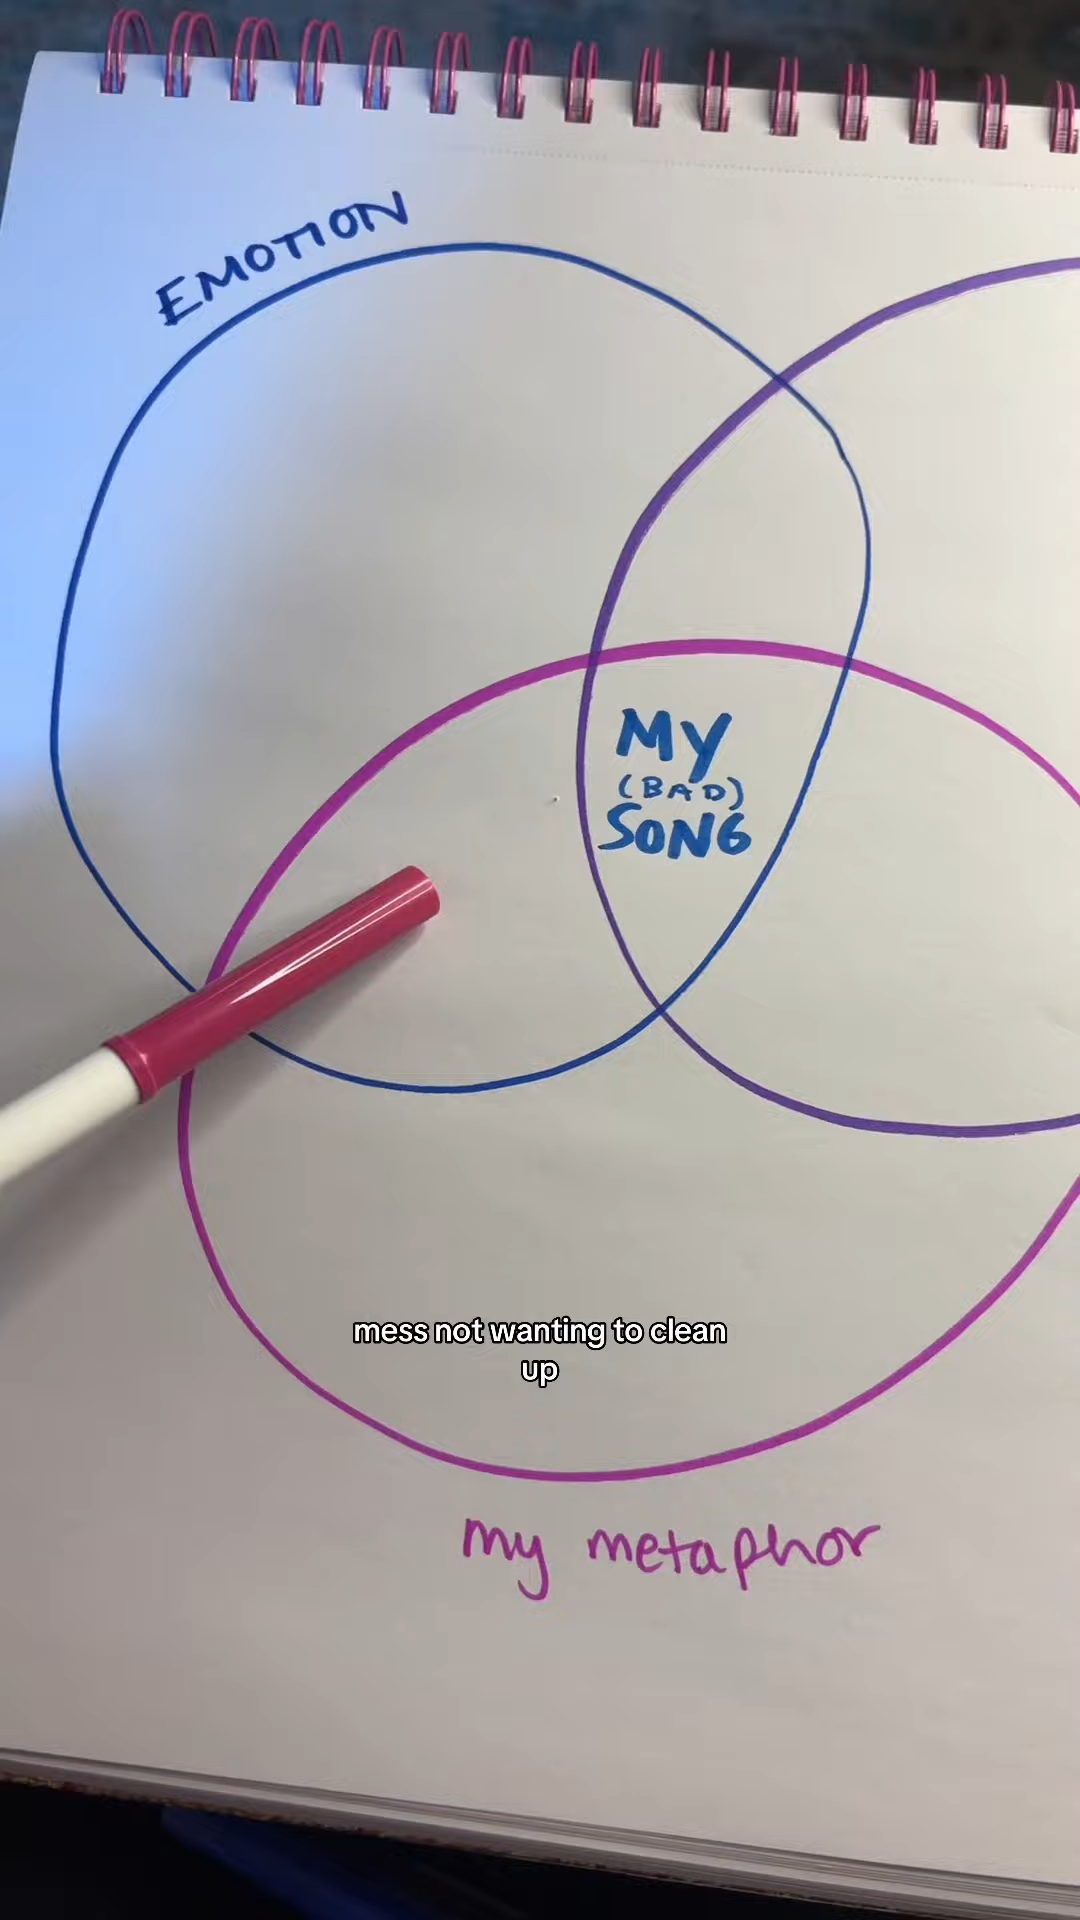 EMOTION
MY
(BAD)
SONG
mess not wanting to clean
up
my metaphor